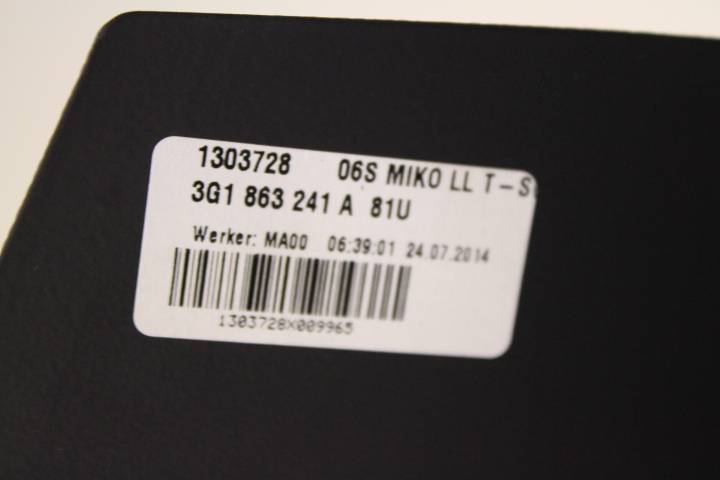 1303728 06S MIKO LL T-S
3G1 863 241 A 81U
Werker: MA00 06:39:01 24.07.2014
1303728X009965